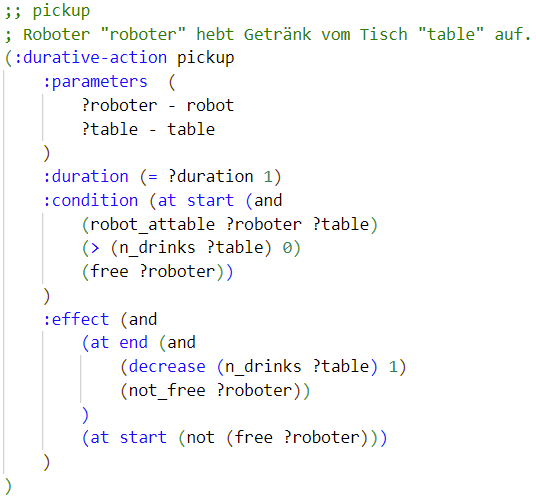 ;; pickup
; Roboter "roboter" hebt Getränk vom Tisch "table" auf.
(:durative-action pickup
    :parameters  (
        ?roboter - robot
        ?table - table
    )
    :duration (= ?duration 1)
    :condition (at start (and
        (robot_attable ?roboter ?table)
        (> (n_drinks ?table) 0)
        (free ?roboter))
    )
    :effect (and
        (at end (and
            (decrease (n_drinks ?table) 1)
            (not_free ?roboter))
        )
        (at start (not (free ?roboter)))
    )
)